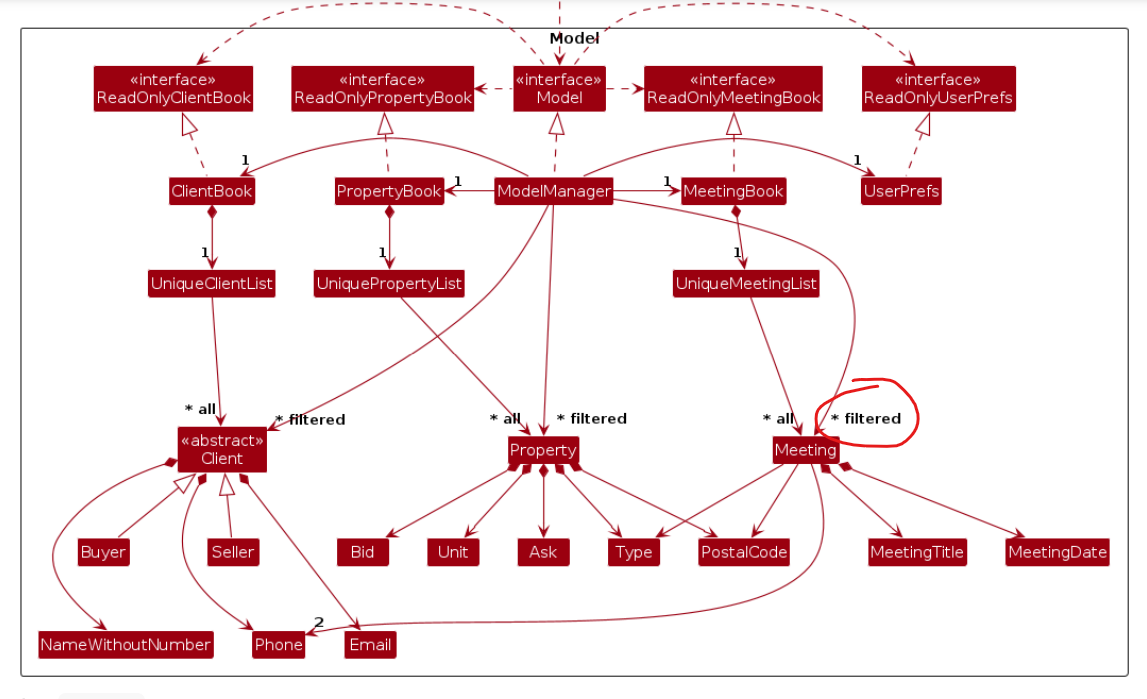 Model
«interface»
ReadOnlyClientBook
«interface»
ReadOnlyPropertyBook
«interface»
Model
«interface»
ReadOnlyMeetingBook
«interface»
ReadOnlyUserPrefs
1
1
1
1
ClientBook
PropertyBook
ModelManager
MeetingBook
UserPrefs
1
1
1
UniqueClientList
UniquePropertyList
UniqueMeetingList
* all
* filtered
* all
* filtered
* all
* filtered
«abstract»
Client
Property
Meeting
Buyer
Seller
Bid
Unit
Ask
Type
PostalCode
MeetingTitle
MeetingDate
2
NameWithoutNumber
Phone
Email